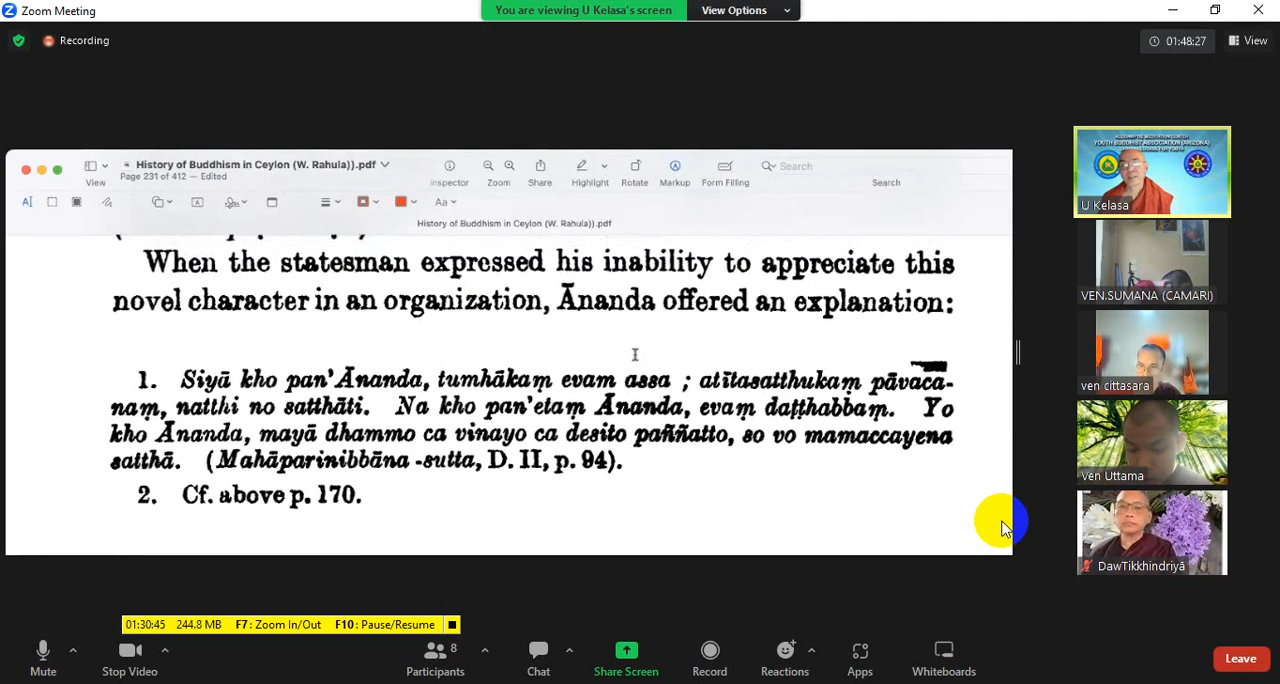 Zoom Meeting
You are viewing U Kelasa's screen
View Options
Recording
01:48:27
View
History of Buddhism in Ceylon (W. Rahula)).pdf
Page 231 of 412 — Edited
View
Inspector
Zoom
Share
Highlight
Rotate
Markup
Form Filling
Search
Search
Aa
History of Buddhism in Ceylon (W. Rahula)).pdf
When the statesman expressed his inability to appreciate this
novel character in an organization, Ānanda offered an explanation:
1. Siyā kho pan'Ānanda, tumhākaṃ evam assa ; atītasatthukaṃ pāvaca-
naṃ, natthi no satthāti. Na kho pan'etaṃ Ānanda, evaṃ daṭṭhabbaṃ. Yo
kho Ānanda, mayā dhammo ca vinayo ca desito paññatto, so vo mamaccayena
satthā. (Mahāparinibbāna -sutta, D. II, p. 94).
2. Cf. above p. 170.
YOUTH BUDDHIST ASSOCIATION (ARIZONA)
U Kelasa
VEN.SUMANA (CAMARI)
ven cittasara
Ven Uttama
DawTikkhindriyā
01:30:45 244.8 MB F7: Zoom In/Out F10: Pause/Resume
Mute
Stop Video
8
Participants
Chat
Share Screen
Record
Reactions
Apps
Whiteboards
Leave